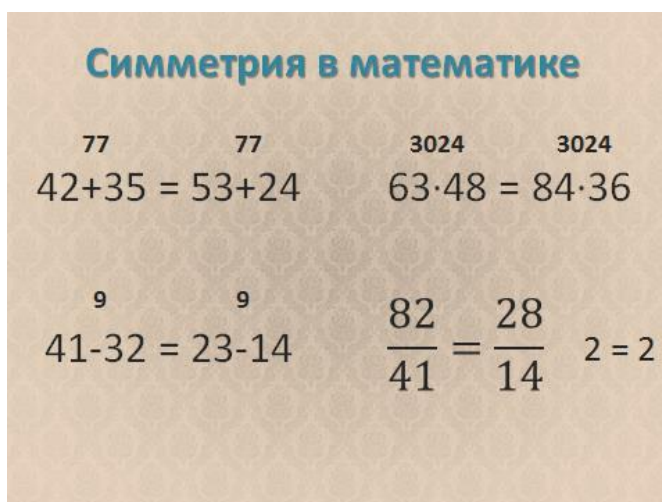 Симметрия в математике
77 77
42+35 = 53+24
3024 3024
63·48 = 84·36
9 9
41-32 = 23-14
82/41 = 28/14 2 = 2